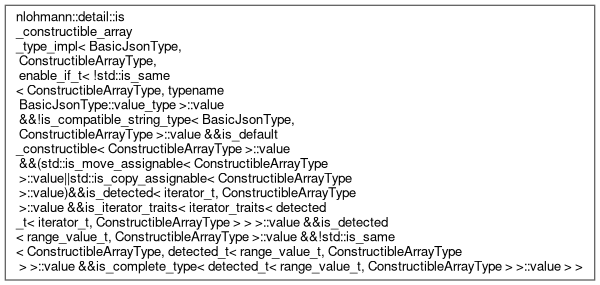 nlohmann::detail::is
_constructible_array
_type_impl< BasicJsonType,
ConstructibleArrayType,
enable_if_t< !std::is_same
< ConstructibleArrayType, typename
BasicJsonType::value_type >::value
&&!is_compatible_string_type< BasicJsonType,
ConstructibleArrayType >::value &&is_default
_constructible< ConstructibleArrayType >::value
&&(std::is_move_assignable< ConstructibleArrayType
>::value||std::is_copy_assignable< ConstructibleArrayType
>::value)&&is_detected< iterator_t, ConstructibleArrayType
>::value &&is_iterator_traits< iterator_traits< detected
_t< iterator_t, ConstructibleArrayType > > >::value &&is_detected
< range_value_t, ConstructibleArrayType >::value &&!std::is_same
< ConstructibleArrayType, detected_t< range_value_t, ConstructibleArrayType
> >::value &&is_complete_type< detected_t< range_value_t, ConstructibleArrayType > >::value > >